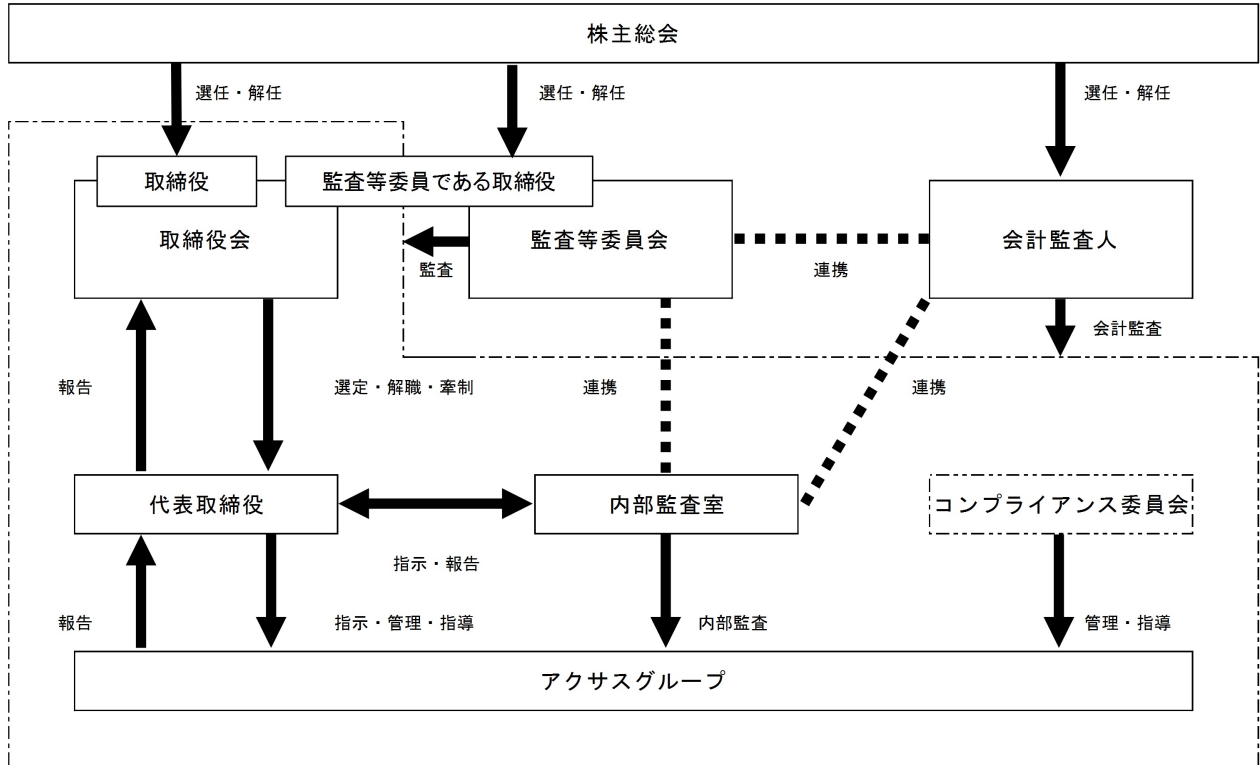 株主総会
選任・解任
選任・解任
選任・解任
取締役
監査等委員である取締役
取締役会
監査等委員会
会計監査人
監査
連携
会計監査
報告
選定・解職・牽制
連携
連携
代表取締役
内部監査室
コンプライアンス委員会
指示・報告
報告
指示・管理・指導
内部監査
管理・指導
アクサスグループ